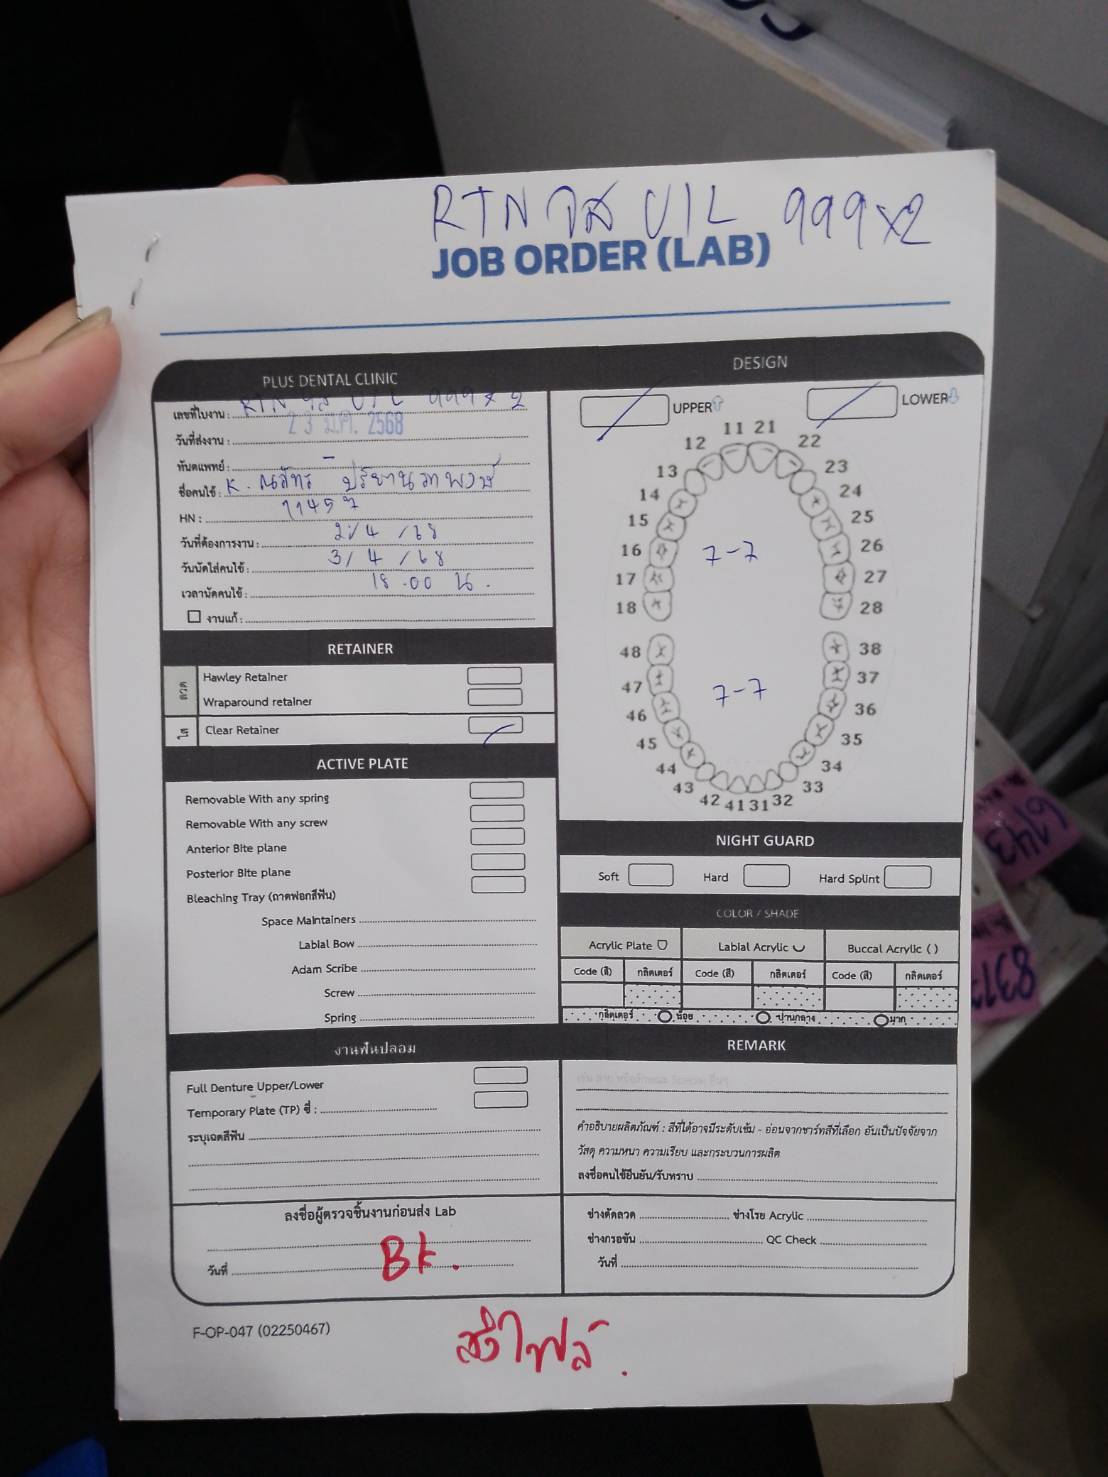 RTN ใส U/L 999x2
JOB ORDER (LAB)
PLUS DENTAL CLINIC
เลขที่ใบงาน : RTN ใส U/L 999 x 2
วันที่ส่งงาน : 23 มี.ค. 2568
ทันตแพทย์ : -
ชื่อคนไข้ : K.
HN : 11457
วันที่ต้องการงาน : 2/4/68
วันนัดใส่คนไข้ : 3/4/68
เวลานัดคนไข้ : 18.00 น.
งานแก้ :
RETAINER
ลวด
Hawley Retainer
Wraparound retainer
ใส
Clear Retainer
ACTIVE PLATE
Removable With any spring
Removable With any screw
Anterior Bite plane
Posterior Bite plane
Bleaching Tray (ถาดฟอกสีฟัน)
Space Maintainers
Labial Bow
Adam Scribe
Screw
Spring
งานฟันปลอม
Full Denture Upper/Lower
Temporary Plate (TP) ซี่ :
ระบุเฉดสีฟัน
ลงชื่อผู้ตรวจชิ้นงานก่อนส่ง Lab
BK.
วันที่
DESIGN
UPPER
LOWER
11 21
12 22
13 23
14 24
15 25
16 26
7-7
17 27
18 28
48 38
47 37
7-7
46 36
45 35
44 34
43 33
42 41 31 32
NIGHT GUARD
Soft Hard Hard Splint
COLOR / SHADE
Acrylic Plate Labial Acrylic Buccal Acrylic ( )
Code (สี) กลิตเตอร์ Code (สี) กลิตเตอร์ Code (สี) กลิตเตอร์
กลิตเตอร์ น้อย ปานกลาง มาก
REMARK
คำอธิบายผลิตภัณฑ์ : สีที่ได้อาจมีระดับเข้ม - อ่อนจากชาร์ทสีที่เลือก อันเป็นปัจจัยจาก
วัสดุ ความหนา ความเรียบ และกระบวนการผลิต
ลงชื่อคนไข้ยืนยัน/รับทราบ
ช่างดัดลวด ช่างโรย Acrylic
ช่างกรอขัน QC Check
วันที่
F-OP-047 (02250467)
ส่งไฟล์.